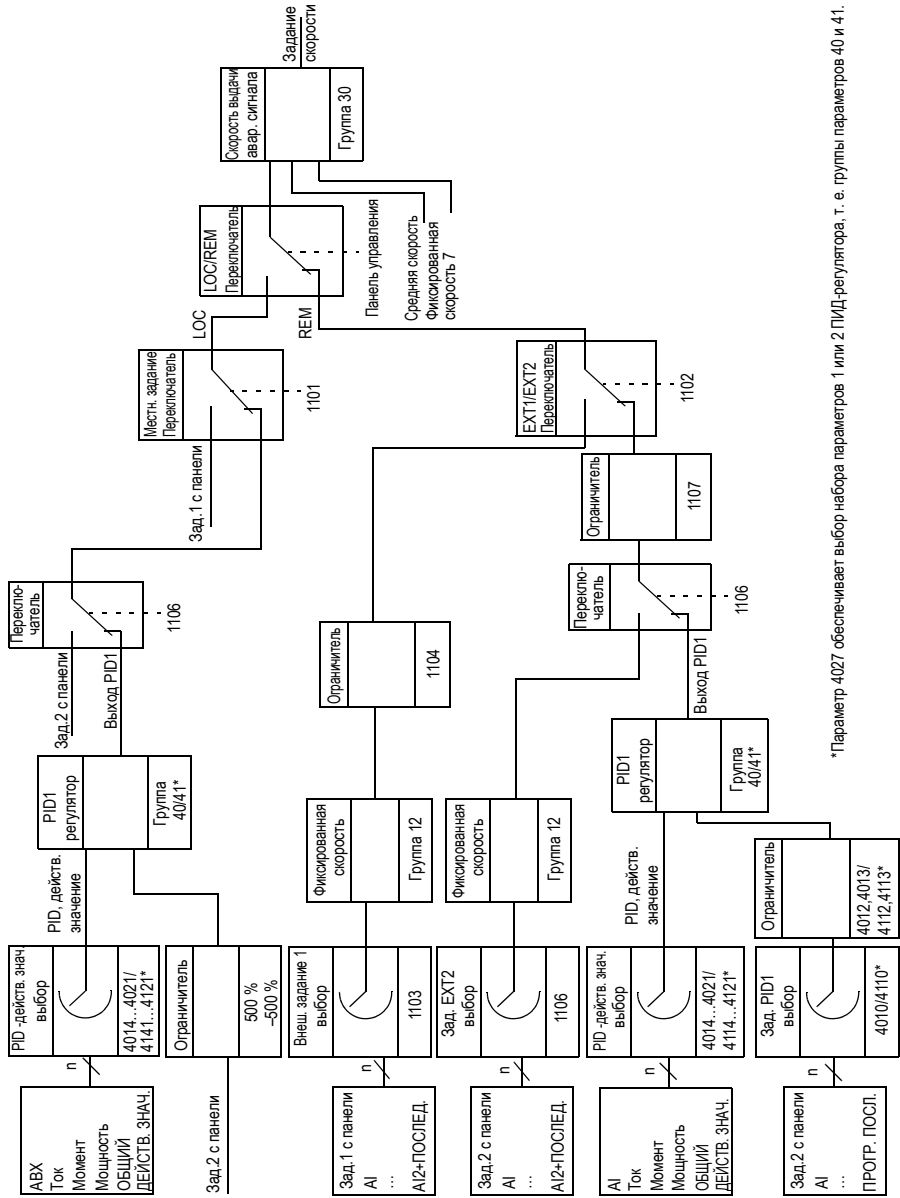 АВХ
Ток
Момент
Мощность
ОБЩИЙ
ДЕЙСТВ. ЗНАЧ.
n
PID -действ. знач.
выбор
4014…4021/
4141…4121*
PID, действ.
значение
PID1
регулятор
Группа
40/41*
Зад.2 с панели
Ограничитель
500 %
–500 %
Зад.2 с панели
Выход PID1
Переклю-
чатель
1106
Зад.1 с панели
Местн. задание
Переключатель
1101
LOC
REM
LOC/REM
Переключатель
Панель управления
Средняя скорость
Фиксированная
скорость 7
Скорость выдачи
авар. сигнала
Группа 30
Задание
скорости
Зад.1 с панели
AI
…
AI2+ПОСЛЕД.
n
Внеш. задание 1
выбор
1103
Фиксированная
скорость
Группа 12
Ограничитель
1104
Зад.2 с панели
AI
…
AI2+ПОСЛЕД.
n
Зад. EXT2
выбор
1106
Фиксированная
скорость
Группа 12
AI
Ток
Момент
Мощность
ОБЩИЙ
ДЕЙСТВ. ЗНАЧ.
n
PID -действ. знач.
выбор
4014…4021/
4114…4121*
PID, действ.
значение
PID1
регулятор
Группа
40/41*
Выход PID1
Переклю-
чатель
1106
Ограничитель
1107
EXT1/EXT2
Переключатель
1102
Зад.2 с панели
AI
…
ПРОГР. ПОСЛ.
n
Зад. PID1
выбор
4010/4110*
Ограничитель
4012,4013/
4112,4113*
*Параметр 4027 обеспечивает выбор набора параметров 1 или 2 ПИД-регулятора, т. е. группы параметров 40 и 41.